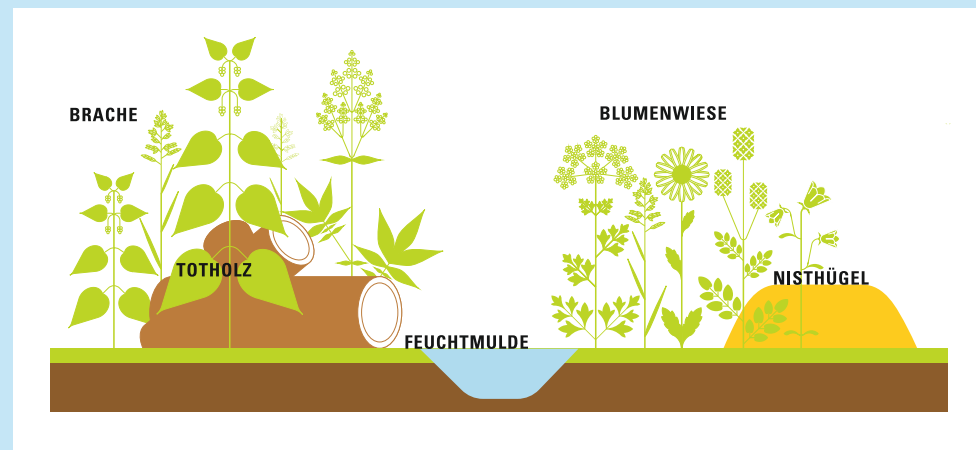 BRACHE
BLUMENWIESE
TOTHOLZ
NISTHÜGEL
FEUCHTMULDE